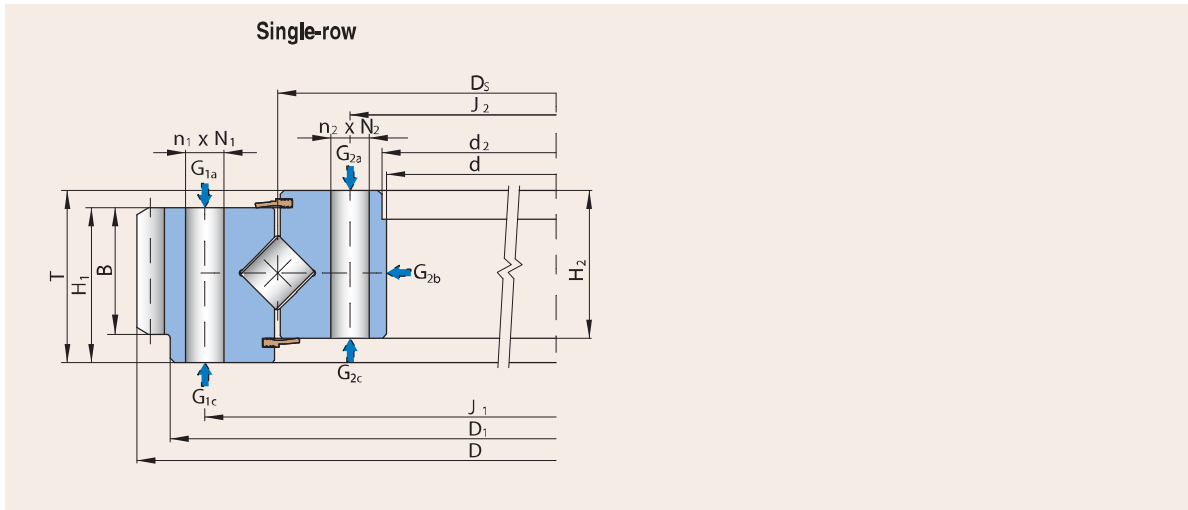 Single-row
Ds
J2
n1 x N1
n2 x N2
G1a
G2a
d2
d
T
H1
B
G2b
H2
G1c
G2c
J1
D1
D